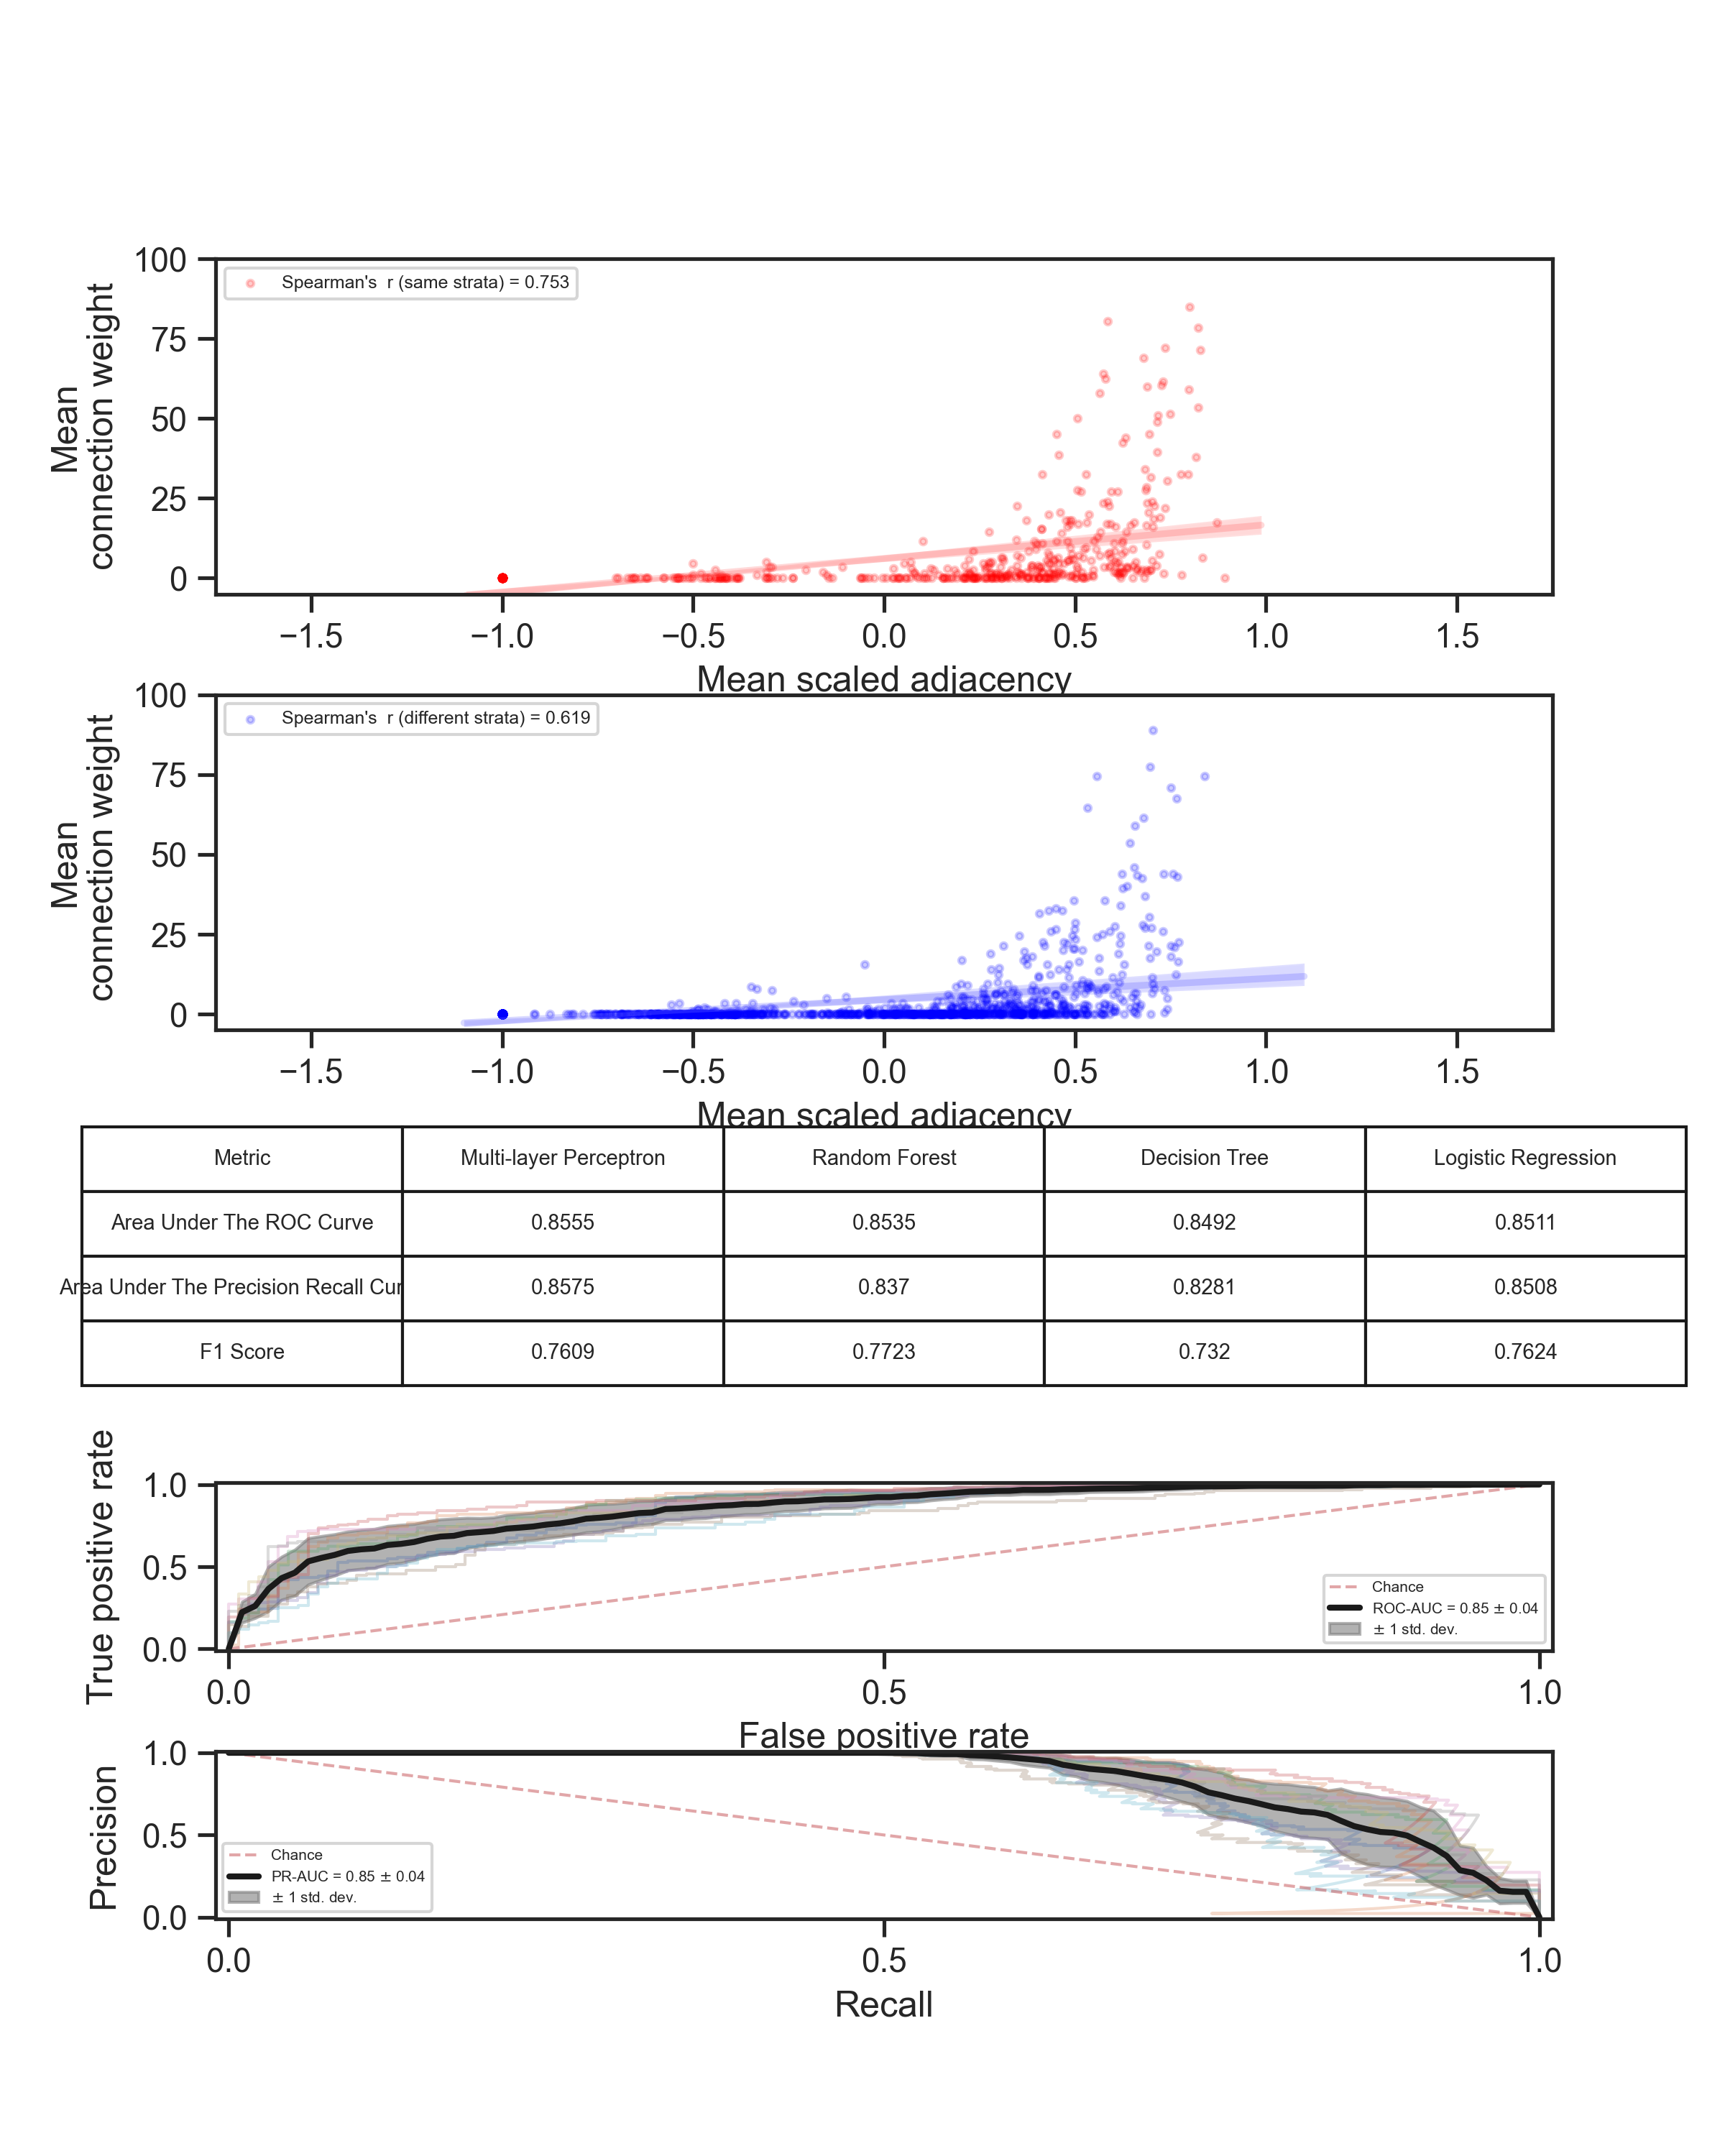 100
75
50
25
0
Mean
connection weight
Spearman's  r (same strata) = 0.753
−1.5
−1.0
−0.5
0.0
0.5
1.0
1.5
Mean scaled adjacency
100
75
50
25
0
Mean
connection weight
Spearman's  r (different strata) = 0.619
−1.5
−1.0
−0.5
0.0
0.5
1.0
1.5
Mean scaled adjacency
Metric Multi-layer Perceptron Random Forest Decision Tree Logistic Regression
Area Under The ROC Curve 0.8555 0.8535 0.8492 0.8511
Area Under The Precision Recall Cur 0.8575 0.837 0.8281 0.8508
F1 Score 0.7609 0.7723 0.732 0.7624
True positive rate
1.0
0.5
0.0
Chance
ROC-AUC = 0.85 ± 0.04
± 1 std. dev.
0.0
0.5
1.0
False positive rate
Precision
1.0
0.5
0.0
Chance
PR-AUC = 0.85 ± 0.04
± 1 std. dev.
0.0
0.5
1.0
Recall